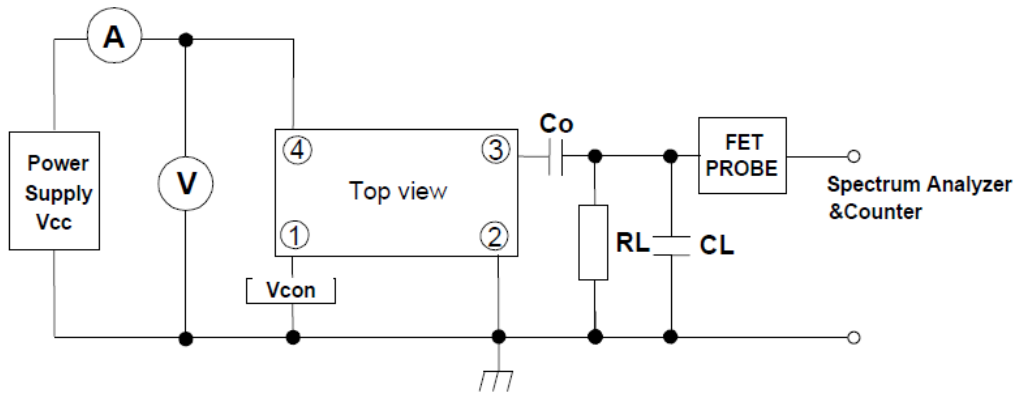 A
Power
Supply
Vcc
V
④
③
Top view
①
②
Vcon
Co
RL
CL
FET
PROBE
Spectrum Analyzer
&Counter